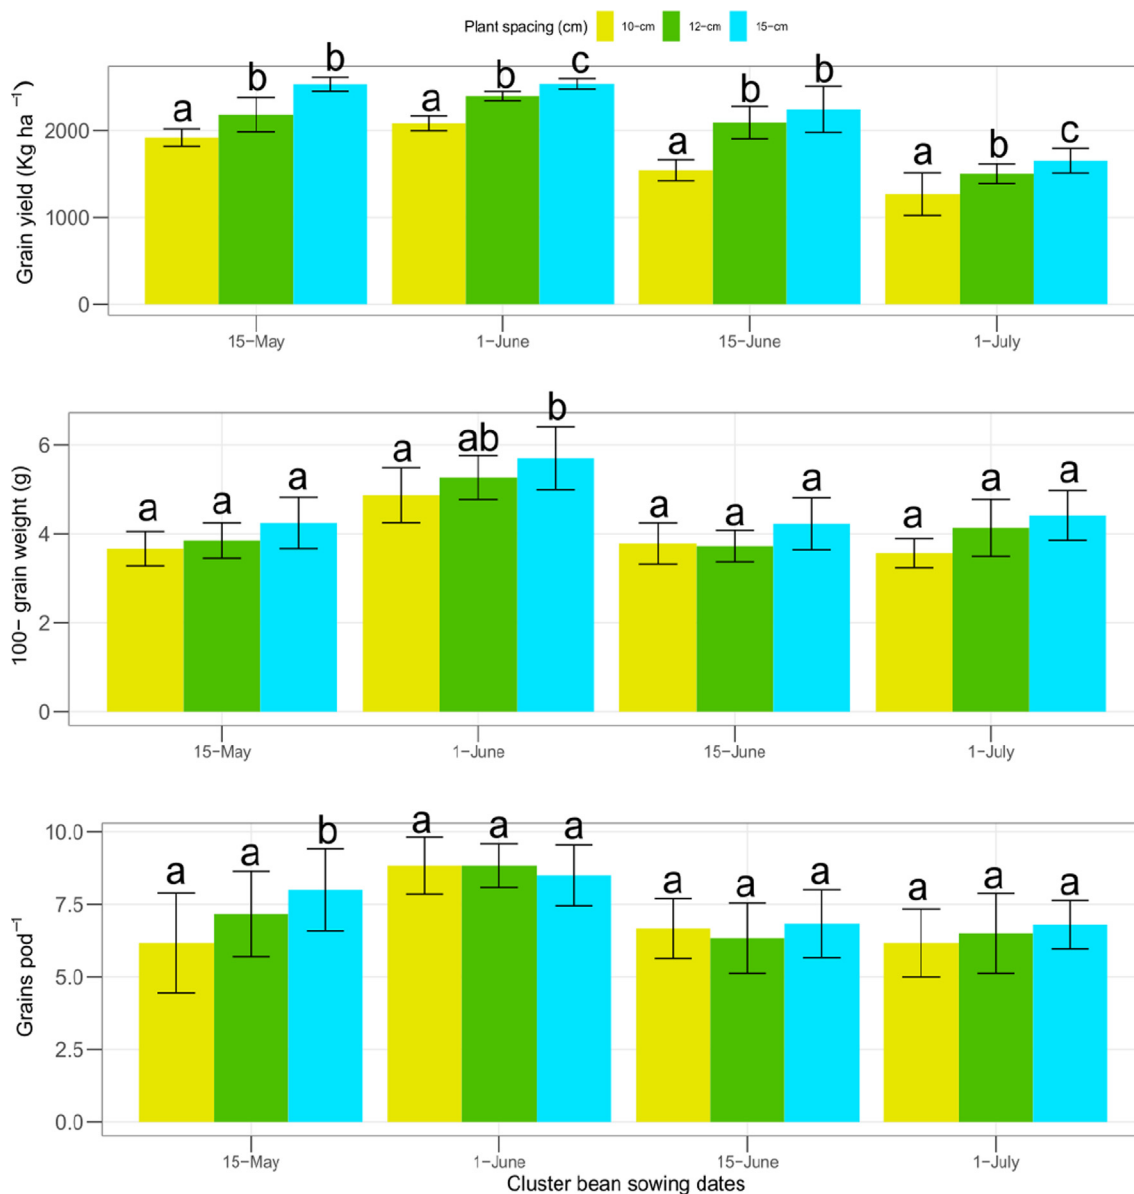 Plant spacing (cm) 10-cm 12-cm 15-cm
Grain yield (Kg ha ⁻¹)
2000
1000
0
a b b a b c a b b a b c
15-May 1-June 15-June 1-July
100- grain weight (g)
6
4
2
0
a a a a ab b a a a a a a
15-May 1-June 15-June 1-July
Grains pod⁻¹
10.0
7.5
5.0
2.5
0.0
a a b a a a a a a a a a
15-May 1-June 15-June 1-July
Cluster bean sowing dates